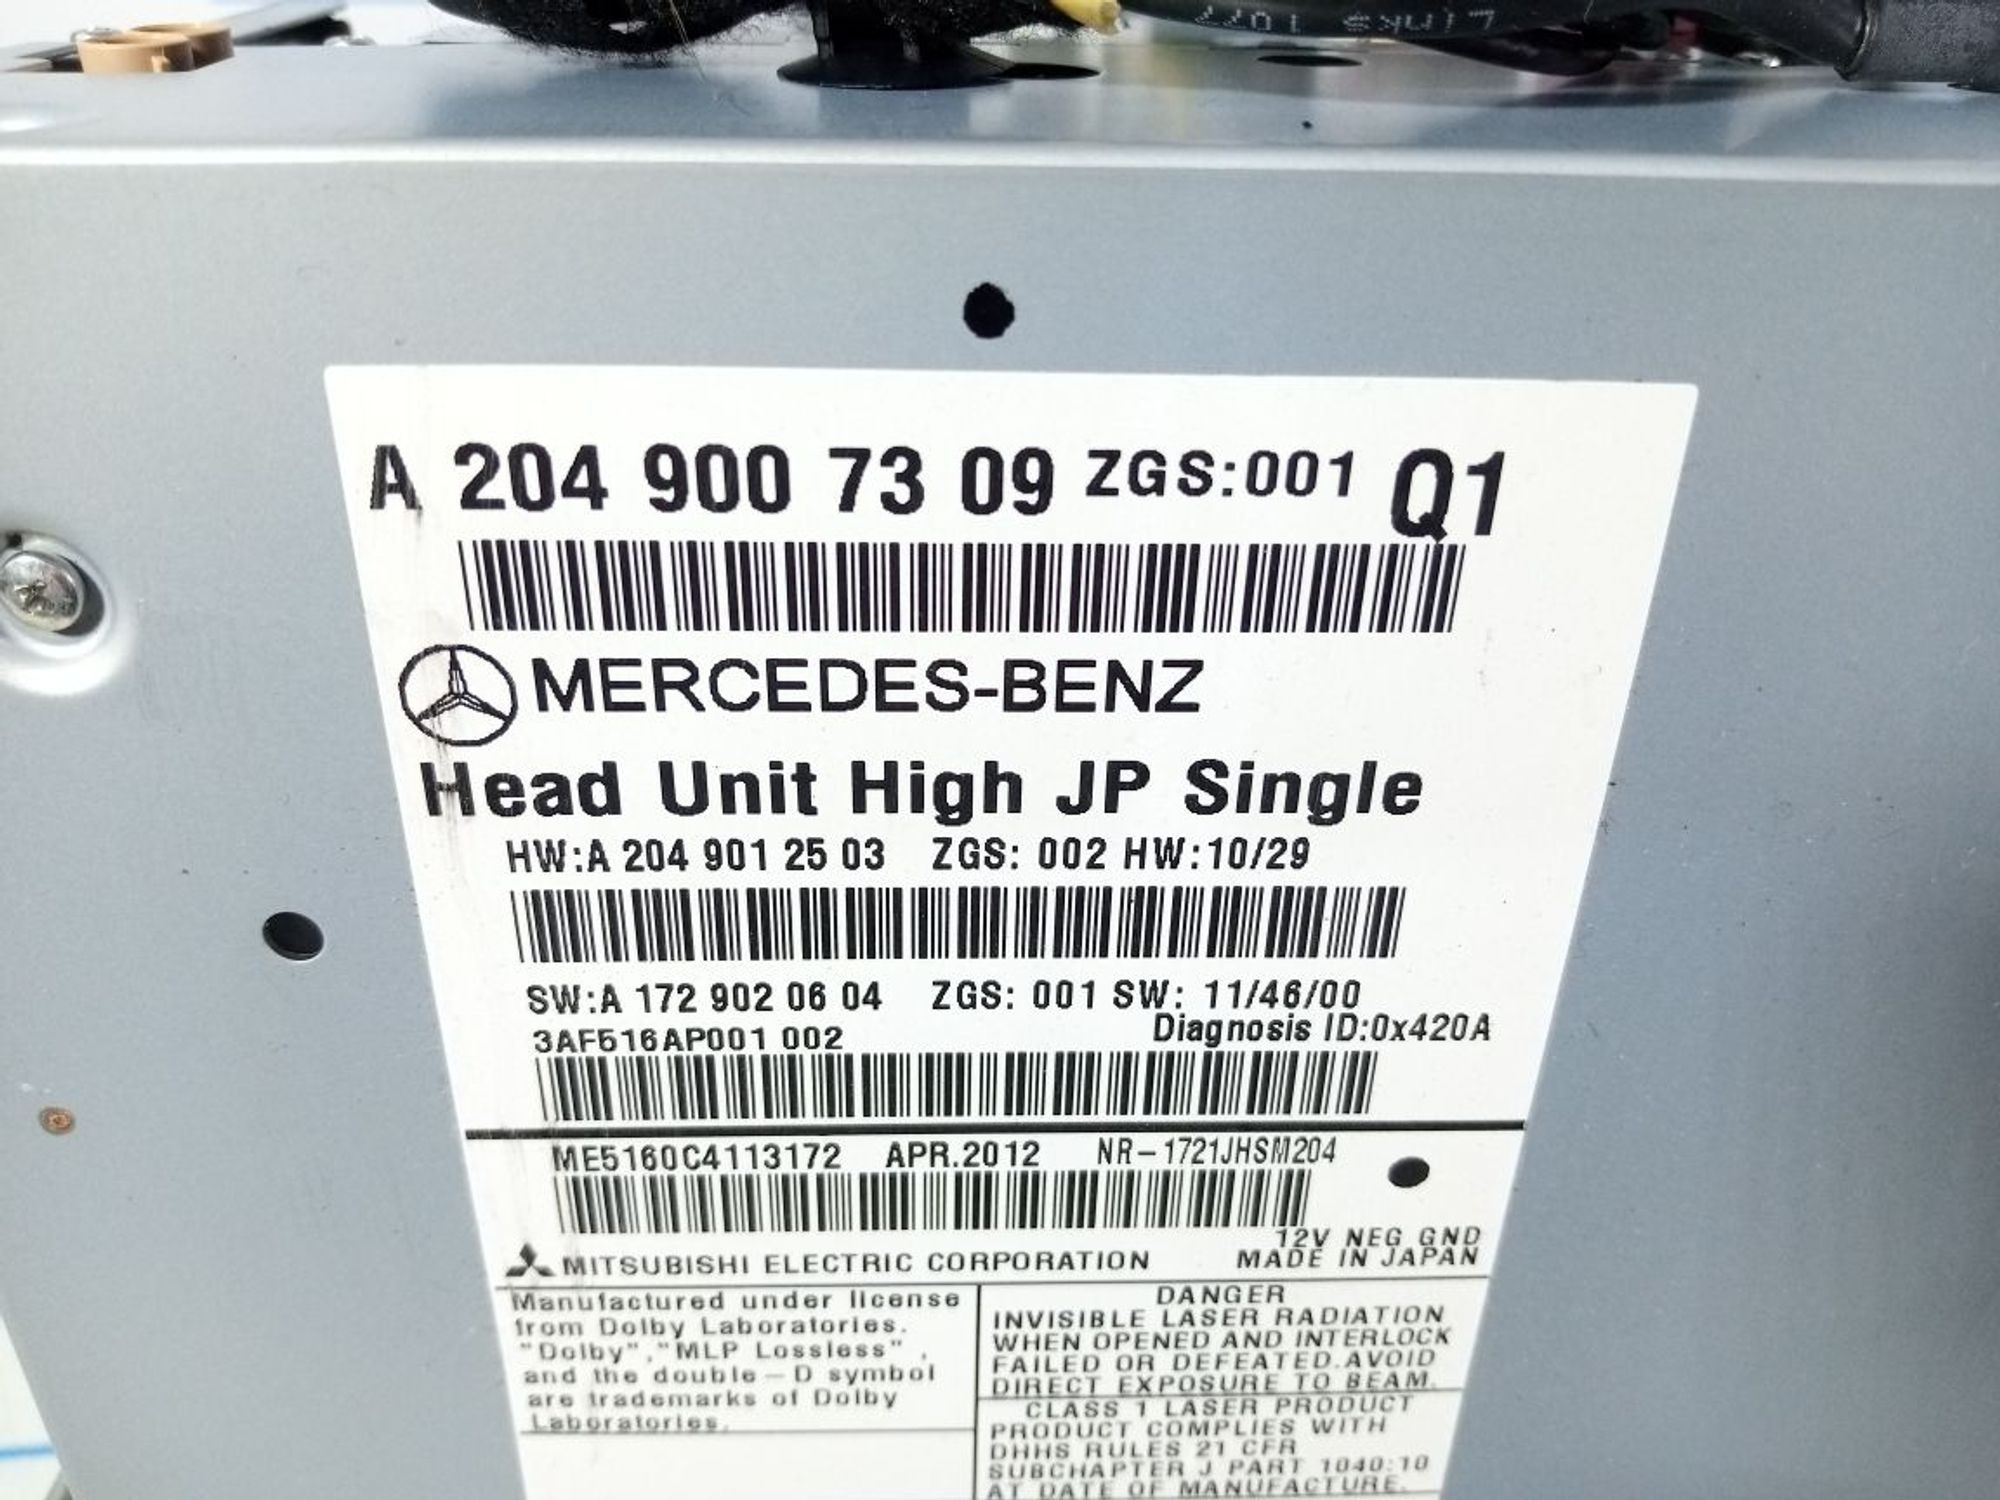 A 204 900 73 09 ZGS:001 Q1
MERCEDES-BENZ
Head Unit High JP Single
HW:A 204 901 25 03 ZGS: 002 HW:10/29
SW:A 172 902 06 04 ZGS: 001 SW: 11/46/00
3AF516AP001 002 Diagnosis ID:0x420A
ME5160C4113172 APR.2012 NR-1721JHSM204
12V NEG GND
MITSUBISHI ELECTRIC CORPORATION MADE IN JAPAN
Manufactured under license
from Dolby Laboratories.
"Dolby","MLP Lossless",
and the double-D symbol
are trademarks of Dolby
Laboratories.
DANGER
INVISIBLE LASER RADIATION
WHEN OPENED AND INTERLOCK
FAILED OR DEFEATED.AVOID
DIRECT EXPOSURE TO BEAM.
CLASS 1 LASER PRODUCT
PRODUCT COMPLIES WITH
DHHS RULES 21 CFR
SUBCHAPTER J PART 1040:10
AT DATE OF MANUFACTURE.